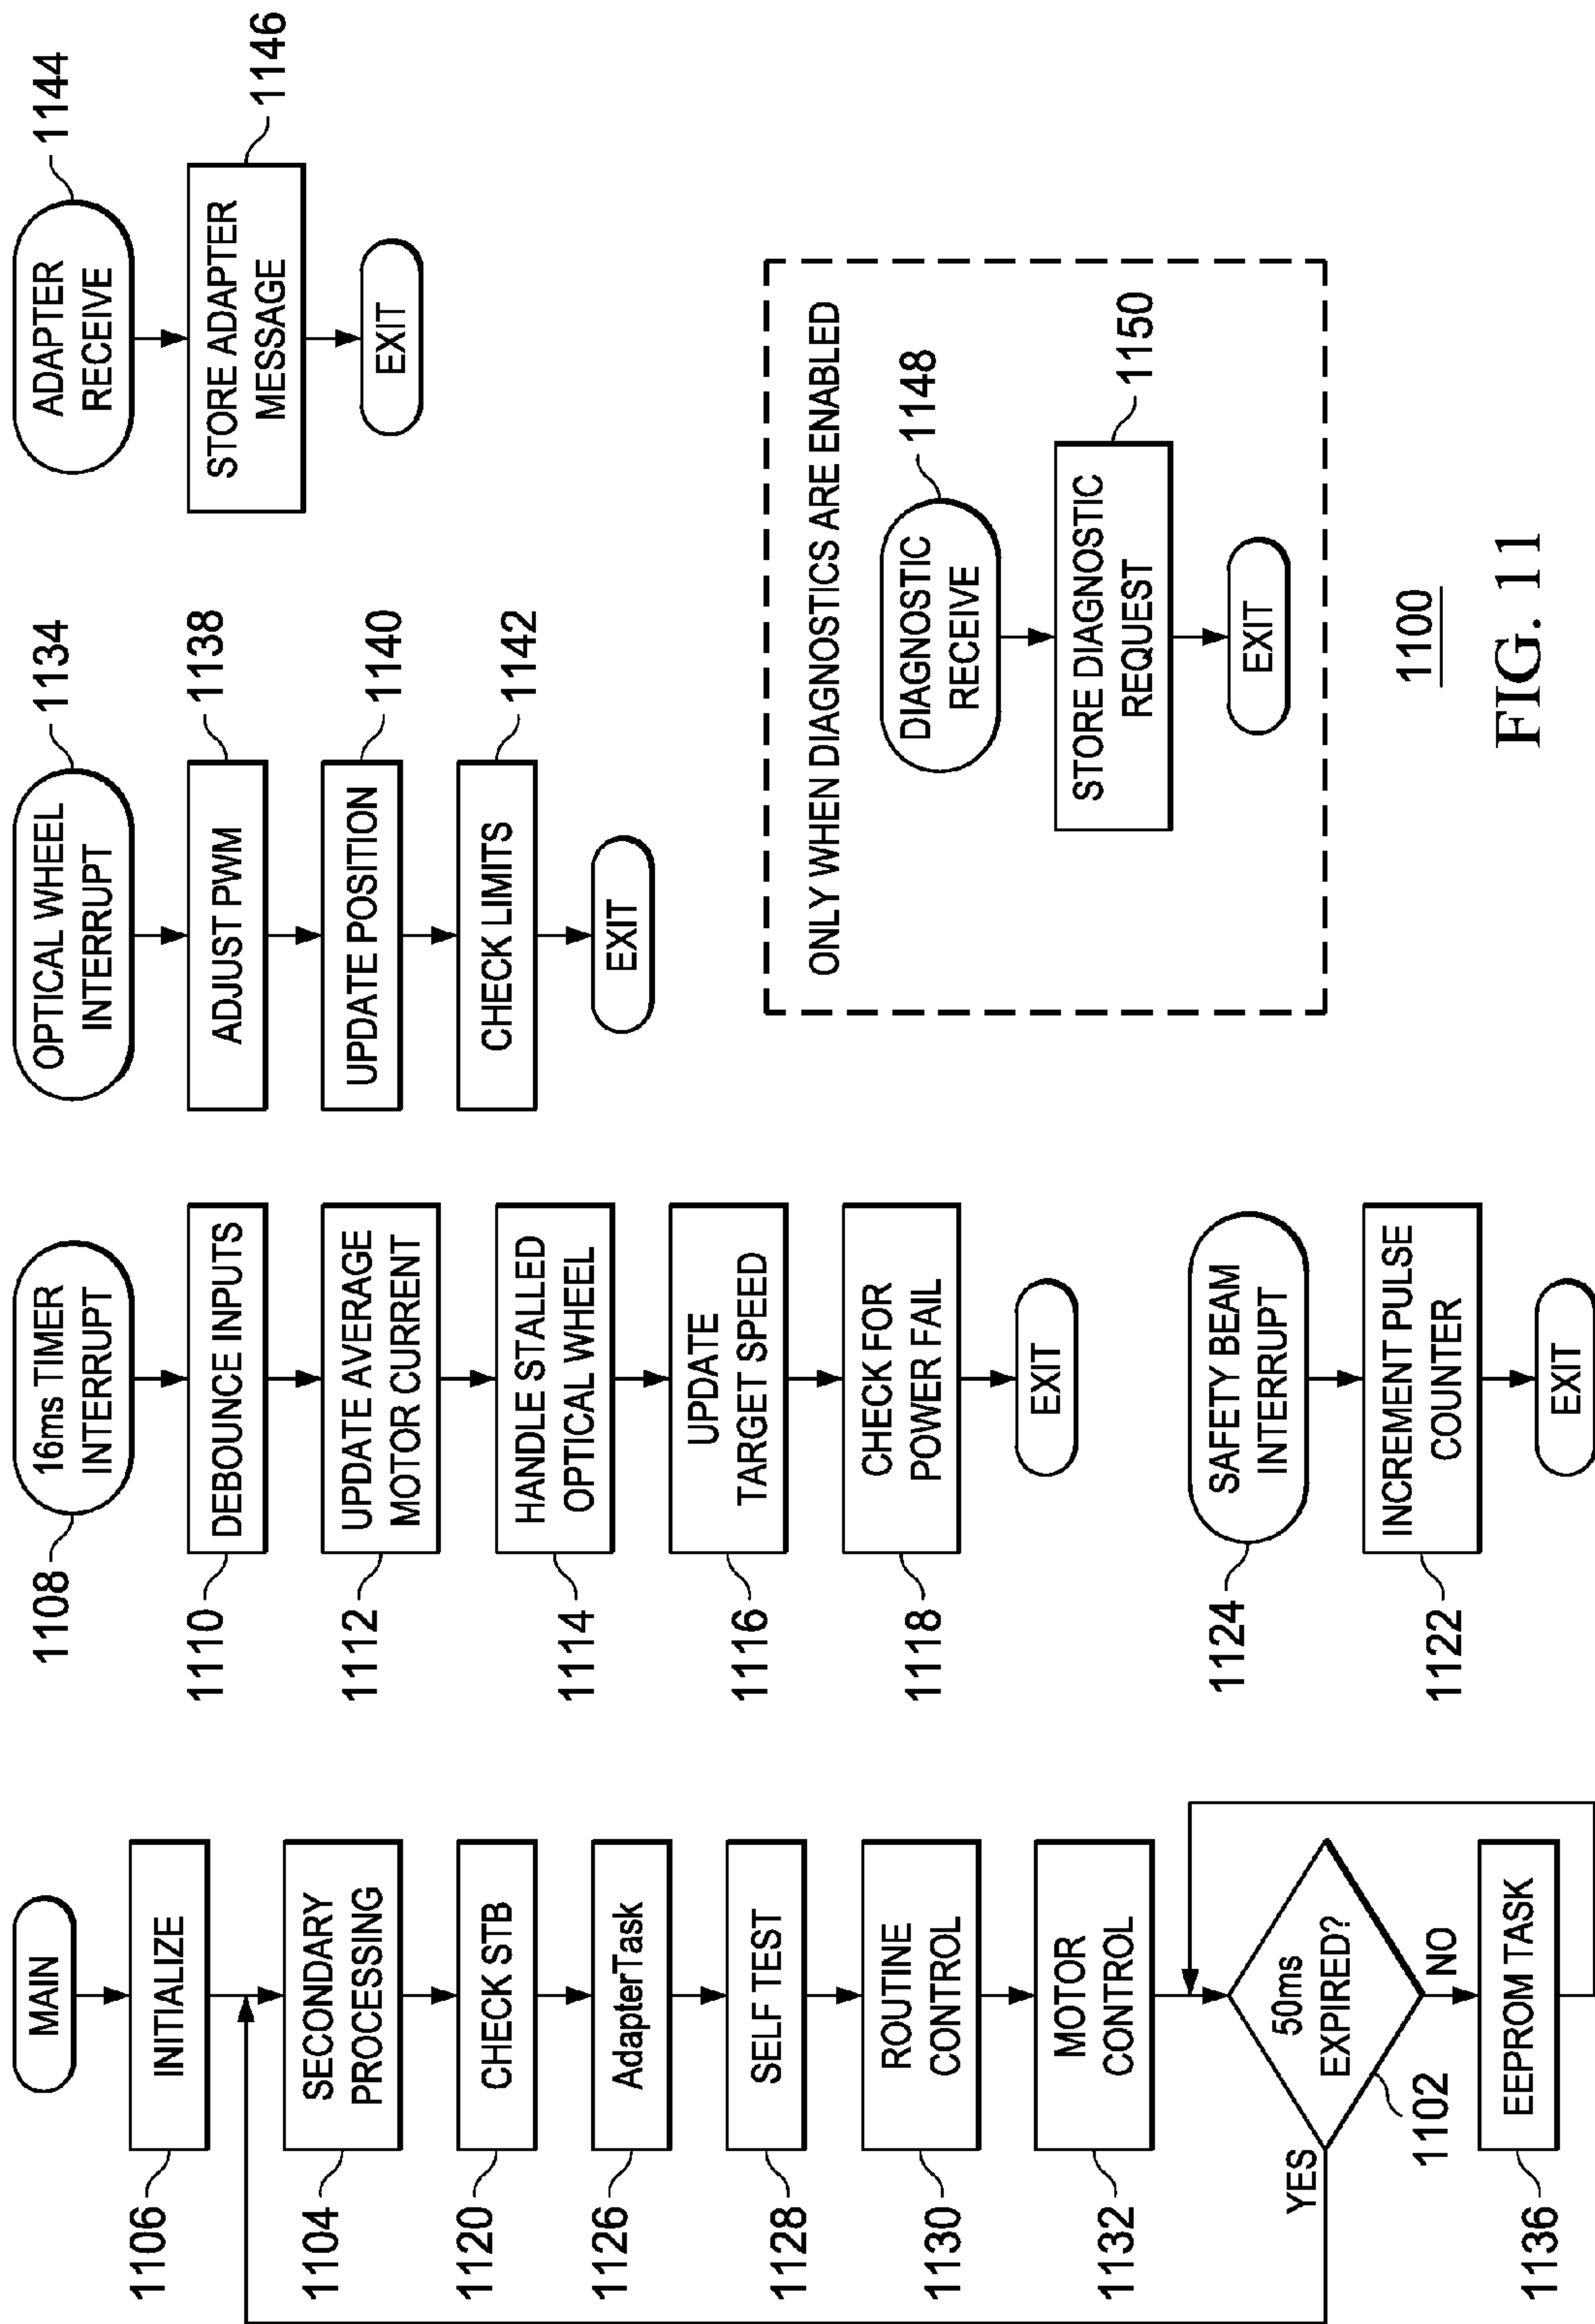 MAIN
1106
INITIALIZE
1104
SECONDARY
PROCESSING
1120
CHECK STB
1126
AdapterTask
1128
SELF TEST
1130
ROUTINE
CONTROL
1132
MOTOR
CONTROL
50ms
EXPIRED?
YES
1102
NO
1136
EEPROM TASK
1108
16ms TIMER
INTERRUPT
1110
DEBOUNCE INPUTS
1112
UPDATE AVERAGE
MOTOR CURRENT
1114
HANDLE STALLED
OPTICAL WHEEL
1116
UPDATE
TARGET SPEED
1118
CHECK FOR
POWER FAIL
EXIT
1124
SAFETY BEAM
INTERRUPT
1122
INCREMENT PULSE
COUNTER
EXIT
OPTICAL WHEEL
INTERRUPT
1134
ADJUST PWM
1138
UPDATE POSITION
1140
CHECK LIMITS
1142
EXIT
ADAPTER
RECEIVE
1144
STORE ADAPTER
MESSAGE
1146
EXIT
ONLY WHEN DIAGNOSTICS ARE ENABLED
DIAGNOSTIC
RECEIVE
1148
STORE DIAGNOSTIC
REQUEST
1150
EXIT
1100
FIG. 11